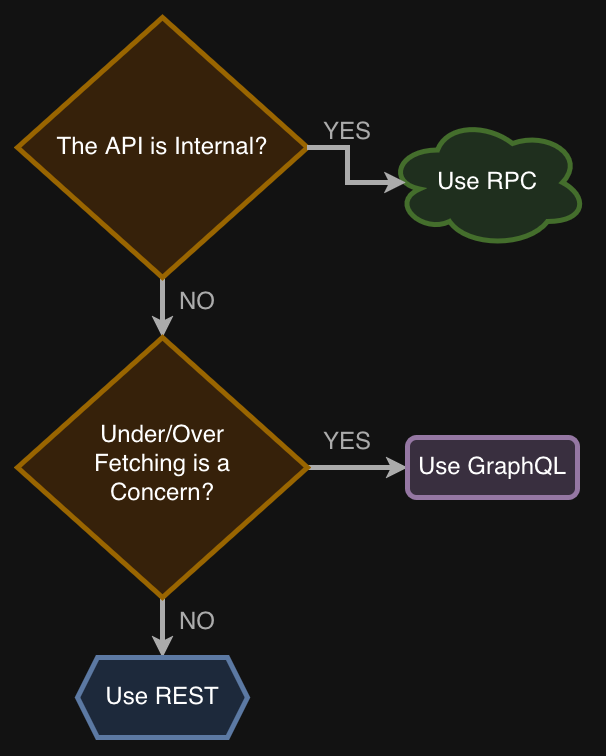 The API is Internal?
YES
Use RPC
NO
Under/Over
Fetching is a
Concern?
YES
Use GraphQL
NO
Use REST